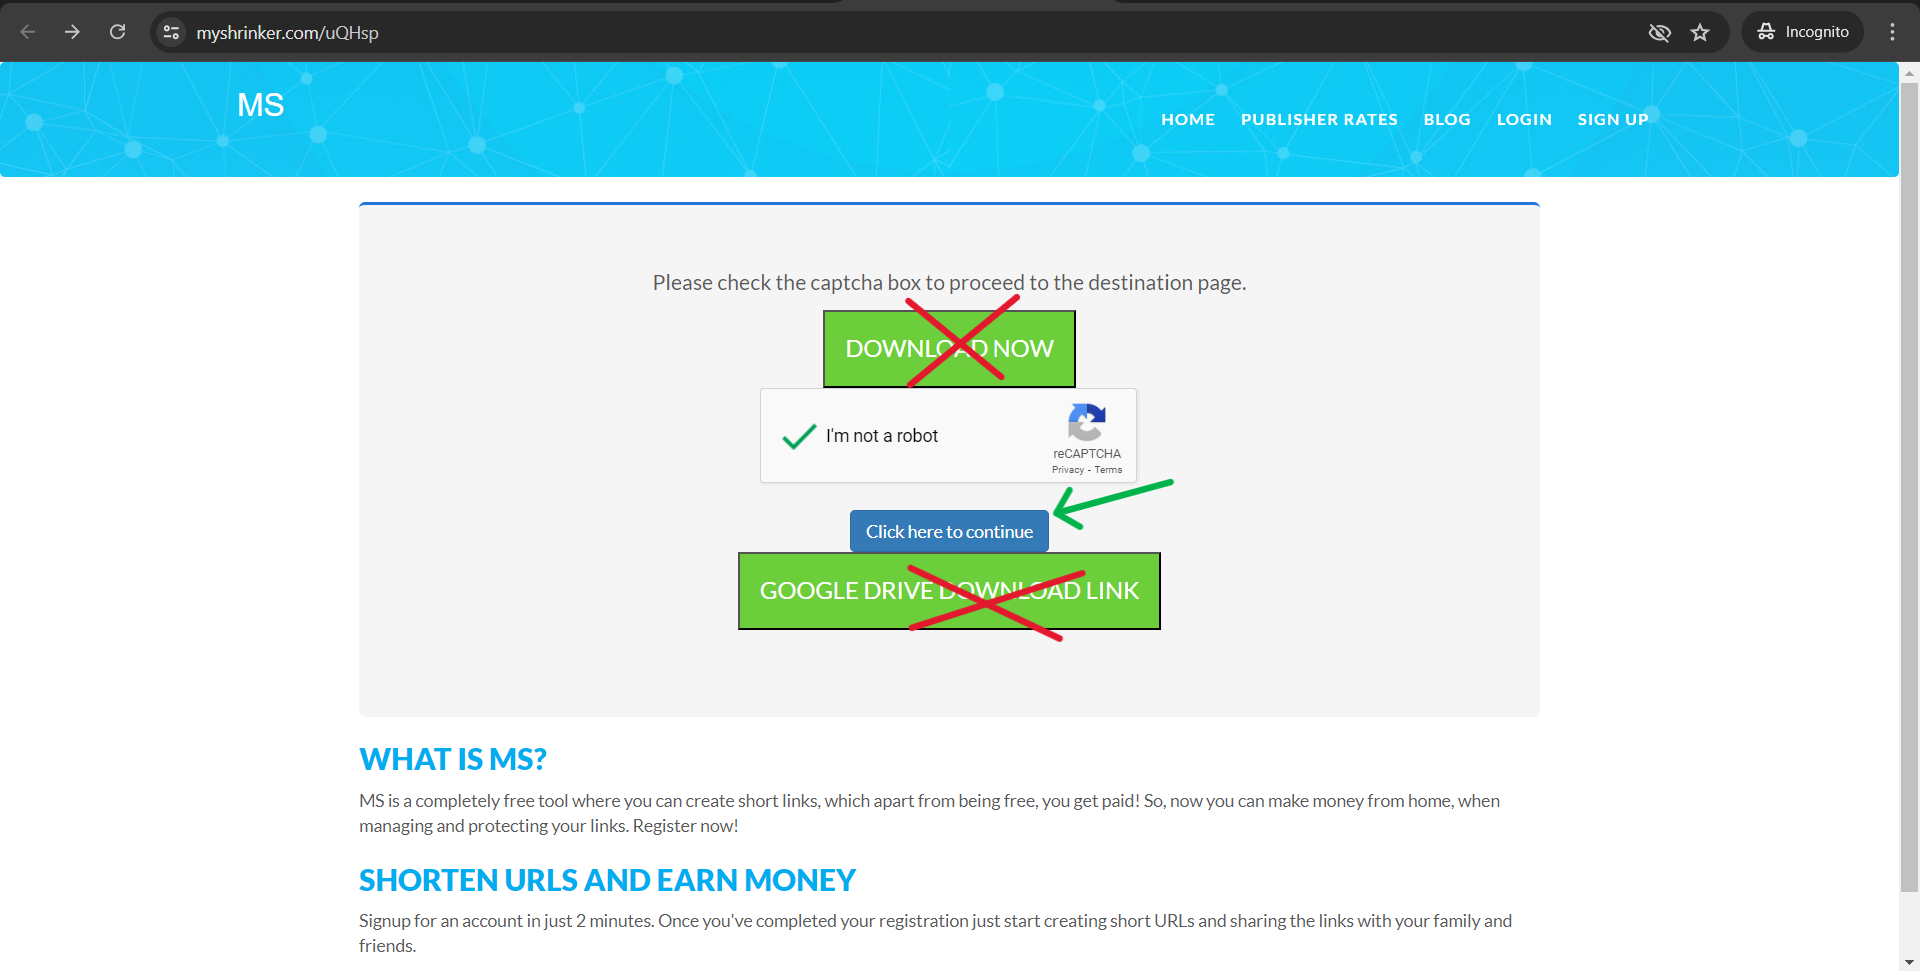 myshrinker.com/uQHsp
Incognito
MS
HOME PUBLISHER RATES BLOG LOGIN SIGN UP
Please check the captcha box to proceed to the destination page.
DOWNLOAD NOW
I'm not a robot
reCAPTCHA
Privacy - Terms
Click here to continue
GOOGLE DRIVE DOWNLOAD LINK
WHAT IS MS?
MS is a completely free tool where you can create short links, which apart from being free, you get paid! So, now you can make money from home, when
managing and protecting your links. Register now!
SHORTEN URLS AND EARN MONEY
Signup for an account in just 2 minutes. Once you've completed your registration just start creating short URLs and sharing the links with your family and
friends.